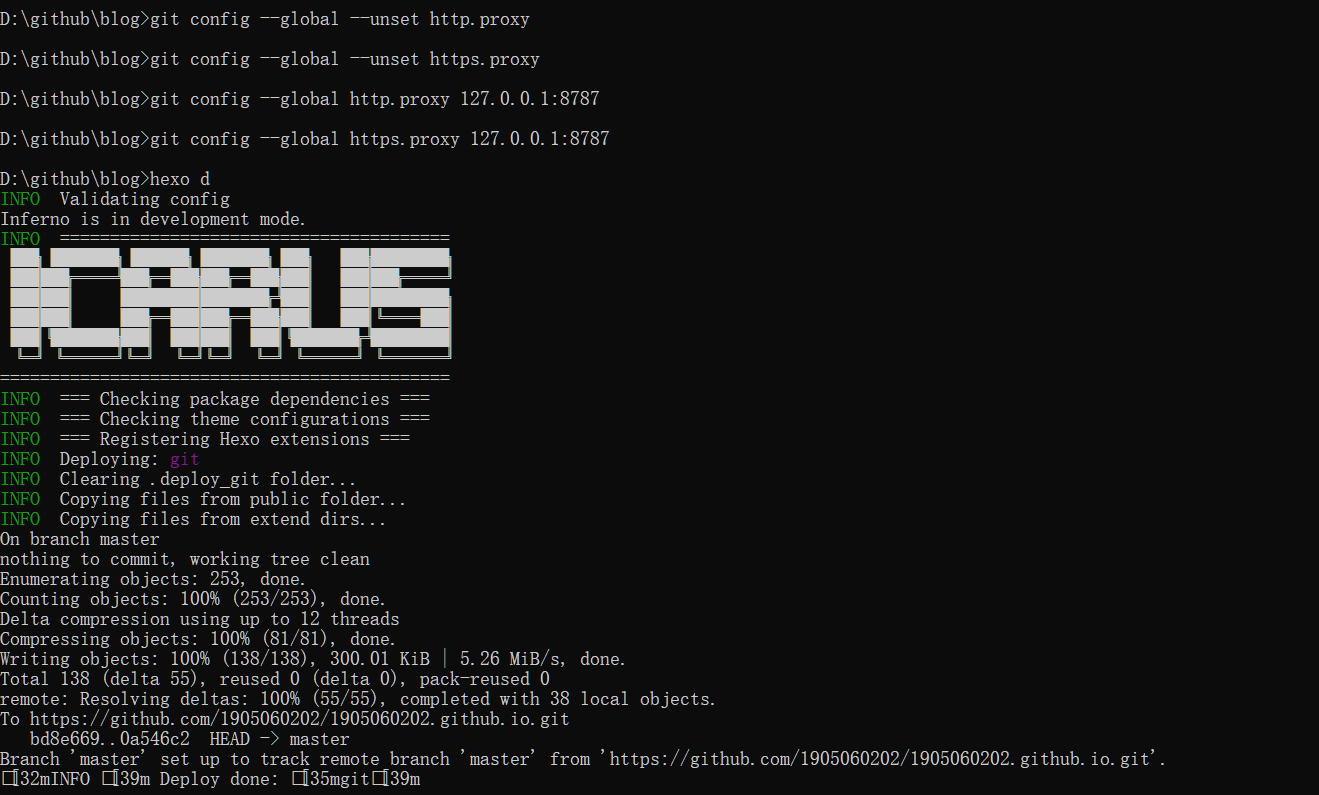 D:\github\blog>git config --global --unset http.proxy
D:\github\blog>git config --global --unset https.proxy
D:\github\blog>git config --global http.proxy 127.0.0.1:8787
D:\github\blog>git config --global https.proxy 127.0.0.1:8787
D:\github\blog>hexo d
INFO  Validating config
Inferno is in development mode.
INFO  =======================================
ICARUS
=============================================
INFO  === Checking package dependencies ===
INFO  === Checking theme configurations ===
INFO  === Registering Hexo extensions ===
INFO  Deploying: git
INFO  Clearing .deploy_git folder...
INFO  Copying files from public folder...
INFO  Copying files from extend dirs...
On branch master
nothing to commit, working tree clean
Enumerating objects: 253, done.
Counting objects: 100% (253/253), done.
Delta compression using up to 12 threads
Compressing objects: 100% (81/81), done.
Writing objects: 100% (138/138), 300.01 KiB | 5.26 MiB/s, done.
Total 138 (delta 55), reused 0 (delta 0), pack-reused 0
remote: Resolving deltas: 100% (55/55), completed with 38 local objects.
To https://github.com/1905060202/1905060202.github.io.git
   bd8e669..0a546c2  HEAD -> master
Branch 'master' set up to track remote branch 'master' from 'https://github.com/1905060202/1905060202.github.io.git'.
□[32mINFO □[39m Deploy done: □[35mgit□[39m